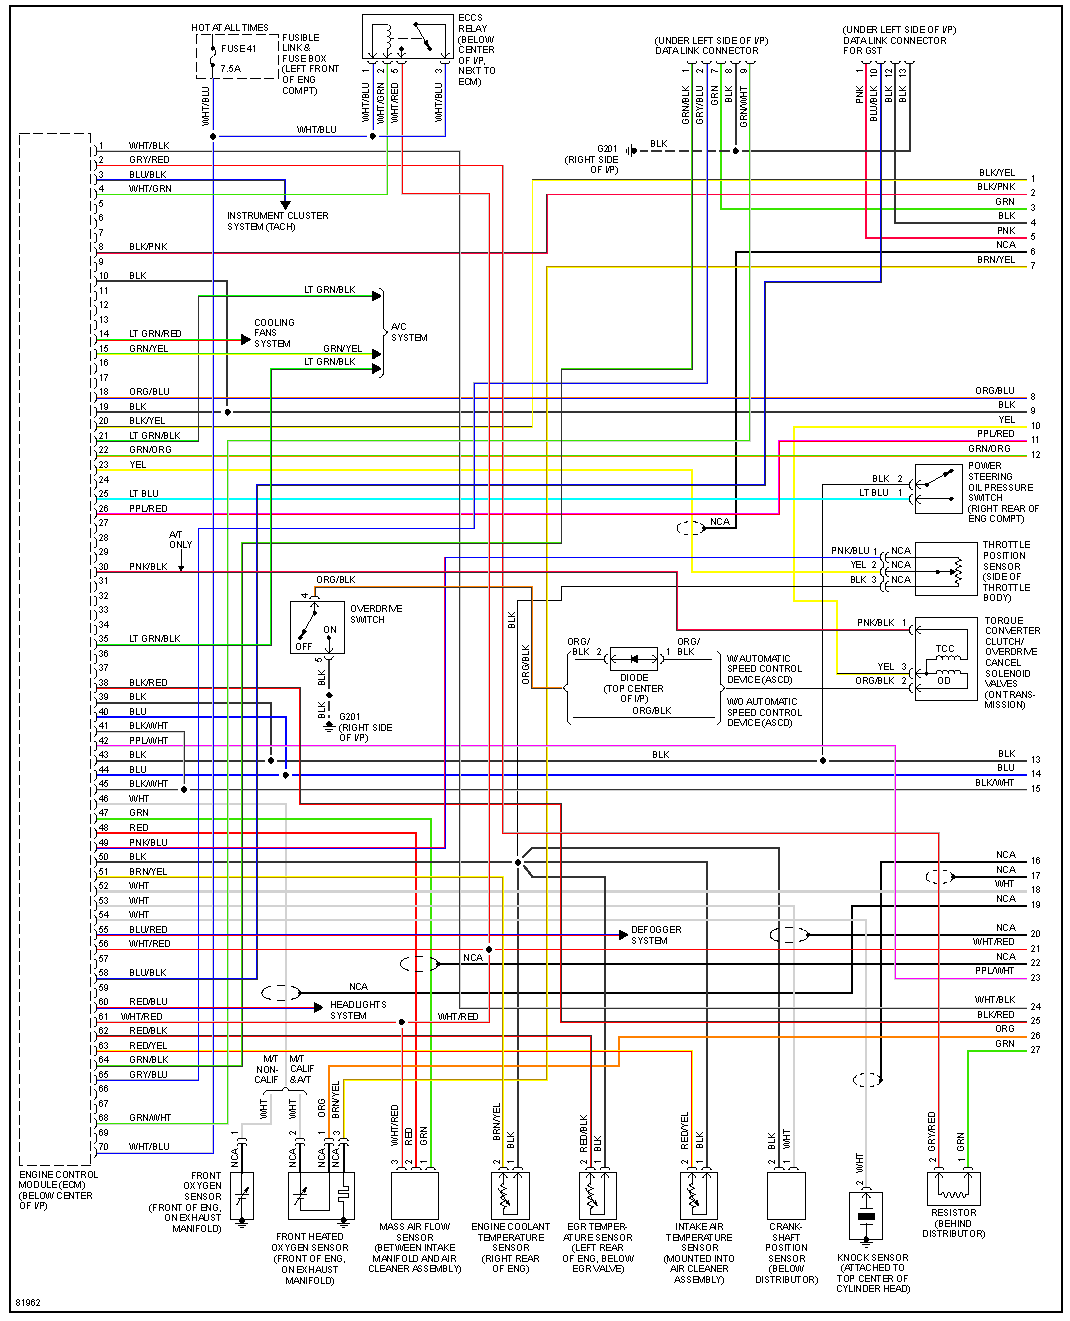 HOT AT ALL TIMES
FUSE 41
7.5A
FUSIBLE
LINK &
FUSE BOX
(LEFT FRONT
OF ENG
COMPT)
ECCS
RELAY
(BELOW
CENTER
OF I/P,
NEXT TO
ECM)
1
2
5
3
WHT/BLU
WHT/BLU
WHT/GRN
WHT/RED
WHT/BLU
WHT/BLU
(UNDER LEFT SIDE OF I/P)
DATA LINK CONNECTOR
1
2
7
8
9
GRN/BLK
GRY/BLU
GRN
BLK
GRN/WHT
(UNDER LEFT SIDE OF I/P)
DATA LINK CONNECTOR
FOR GST
1
10
12
13
PNK
BLU/BLK
BLK
BLK
G201
(RIGHT SIDE
OF I/P)
BLK
1 WHT/BLK
2 GRY/RED
3 BLU/BLK
4 WHT/GRN
5
6
7
8 BLK/PNK
9
10 BLK
11
12
13
14 LT GRN/RED
15 GRN/YEL
16
17
18 ORG/BLU
19 BLK
20 BLK/YEL
21 LT GRN/BLK
22 GRN/ORG
23 YEL
24
25 LT BLU
26 PPL/RED
27
28
29
30 PNK/BLK
31
32
33
34
35 LT GRN/BLK
36
37
38 BLK/RED
39 BLK
40 BLU
41 BLK/WHT
42 PPL/WHT
43 BLK
44 BLU
45 BLK/WHT
46 WHT
47 GRN
48 RED
49 PNK/BLU
50 BLK
51 BRN/YEL
52 WHT
53 WHT
54 WHT
55 BLU/RED
56 WHT/RED
57
58 BLU/BLK
59
60 RED/BLU
61 WHT/RED
62 RED/BLK
63 RED/YEL
64 GRN/BLK
65 GRY/BLU
66
67
68 GRN/WHT
69
70 WHT/BLU
ENGINE CONTROL
MODULE (ECM)
(BELOW CENTER
OF I/P)
INSTRUMENT CLUSTER
SYSTEM (TACH)
LT GRN/BLK
COOLING
FANS
SYSTEM
GRN/YEL
LT GRN/BLK
A/C
SYSTEM
A/T
ONLY
BLK/YEL 1
BLK/PNK 2
GRN 3
BLK 4
PNK 5
NCA 6
BRN/YEL 7
ORG/BLU 8
BLK 9
YEL 10
PPL/RED 11
GRN/ORG 12
BLK 2
LT BLU 1
POWER
STEERING
OIL PRESSURE
SWITCH
(RIGHT REAR OF
ENG COMPT)
NCA
PNK/BLU 1 NCA
YEL 2 NCA
BLK 3 NCA
THROTTLE
POSITION
SENSOR
(SIDE OF
THROTTLE
BODY)
PNK/BLK 1
YEL 3
ORG/BLK 2
TCC
OD
TORQUE
CONVERTER
CLUTCH/
OVERDRIVE
CANCEL
SOLENOID
VALVES
(ON TRANS-
MISSION)
ORG/BLK
4
OVERDRIVE
SWITCH
ON
OFF
5
BLK
BLK
G201
(RIGHT SIDE
OF I/P)
BLK
ORG/BLK
ORG/
BLK 2
1
ORG/
BLK
DIODE
(TOP CENTER
OF I/P)
ORG/BLK
W/ AUTOMATIC
SPEED CONTROL
DEVICE (ASCD)
W/O AUTOMATIC
SPEED CONTROL
DEVICE (ASCD)
BLK
BLK 13
BLU 14
BLK/WHT 15
NCA 16
NCA 17
WHT 18
NCA 19
NCA 20
WHT/RED 21
NCA 22
PPL/WHT 23
WHT/BLK 24
BLK/RED 25
ORG 26
GRN 27
DEFOGGER
SYSTEM
NCA
NCA
HEADLIGHTS
SYSTEM
WHT/RED
M/T
NON-
CALIF
M/T
CALIF
& A/T
WHT
WHT
ORG
BRN/YEL
1
2
1
3
NCA
NCA
NCA
NCA
FRONT
OXYGEN
SENSOR
(FRONT OF ENG,
ON EXHAUST
MANIFOLD)
FRONT HEATED
OXYGEN SENSOR
(FRONT OF ENG,
ON EXHAUST
MANIFOLD)
WHT/RED
RED
GRN
3
2
1
MASS AIR FLOW
SENSOR
(BETWEEN INTAKE
MANIFOLD AND AIR
CLEANER ASSEMBLY)
BRN/YEL
BLK
2
1
ENGINE COOLANT
TEMPERATURE
SENSOR
(RIGHT REAR
OF ENG)
RED/BLK
BLK
2
1
EGR TEMPER-
ATURE SENSOR
(LEFT REAR
OF ENG, BELOW
EGR VALVE)
RED/YEL
BLK
2
1
INTAKE AIR
TEMPERATURE
SENSOR
(MOUNTED INTO
AIR CLEANER
ASSEMBLY)
BLK
WHT
2
1
CRANK-
SHAFT
POSITION
SENSOR
(BELOW
DISTRIBUTOR)
WHT
2
KNOCK SENSOR
(ATTACHED TO
TOP CENTER OF
CYLINDER HEAD)
GRY/RED
GRN
2
1
RESISTOR
(BEHIND
DISTRIBUTOR)
81962